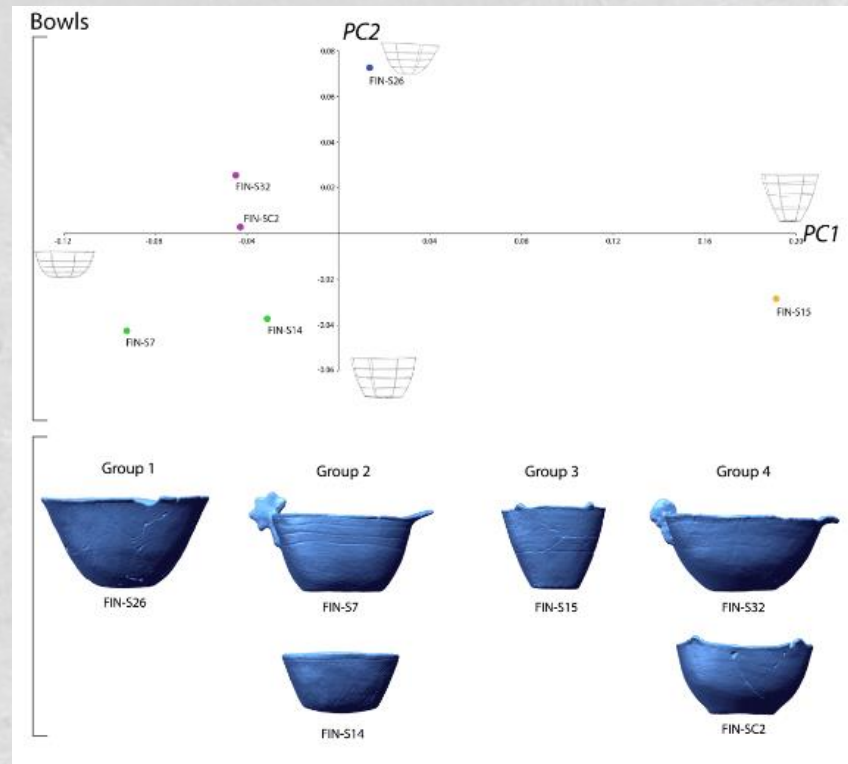 Bowls
PC2
0.08
FIN-S26
0.06
0.04
FIN-S32
0.02
FIN-SC2
-0.12 -0.08 -0.04 0.04 0.08 0.12 0.16 0.20 PC1
-0.02
FIN-S15
FIN-S7 FIN-S14 -0.04
-0.06
Group 1 Group 2 Group 3 Group 4
FIN-S26 FIN-S7 FIN-S15 FIN-S32
FIN-S14 FIN-SC2